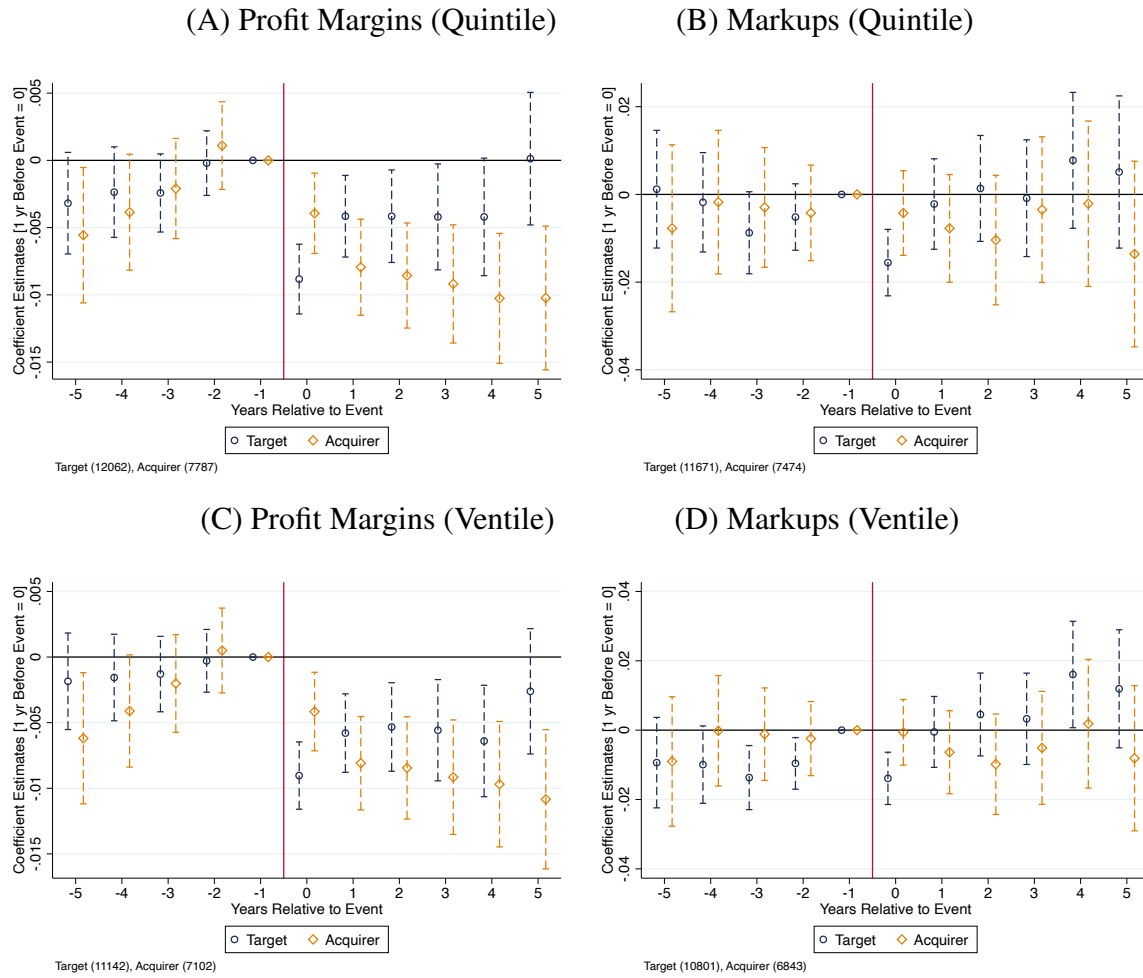 (A) Profit Margins (Quintile)
Coefficient Estimates [1 yr Before Event = 0]
.005
0
-.005
-.01
-.015
-5 -4 -3 -2 -1 0 1 2 3 4 5
Years Relative to Event
Target Acquirer
Target (12062), Acquirer (7787)
(B) Markups (Quintile)
Coefficient Estimates [1 yr Before Event = 0]
.02
0
-.02
-.04
-5 -4 -3 -2 -1 0 1 2 3 4 5
Years Relative to Event
Target Acquirer
Target (11671), Acquirer (7474)
(C) Profit Margins (Ventile)
Coefficient Estimates [1 yr Before Event = 0]
.005
0
-.005
-.01
-.015
-5 -4 -3 -2 -1 0 1 2 3 4 5
Years Relative to Event
Target Acquirer
Target (11142), Acquirer (7102)
(D) Markups (Ventile)
Coefficient Estimates [1 yr Before Event = 0]
.04
.02
0
-.02
-.04
-5 -4 -3 -2 -1 0 1 2 3 4 5
Years Relative to Event
Target Acquirer
Target (10801), Acquirer (6843)